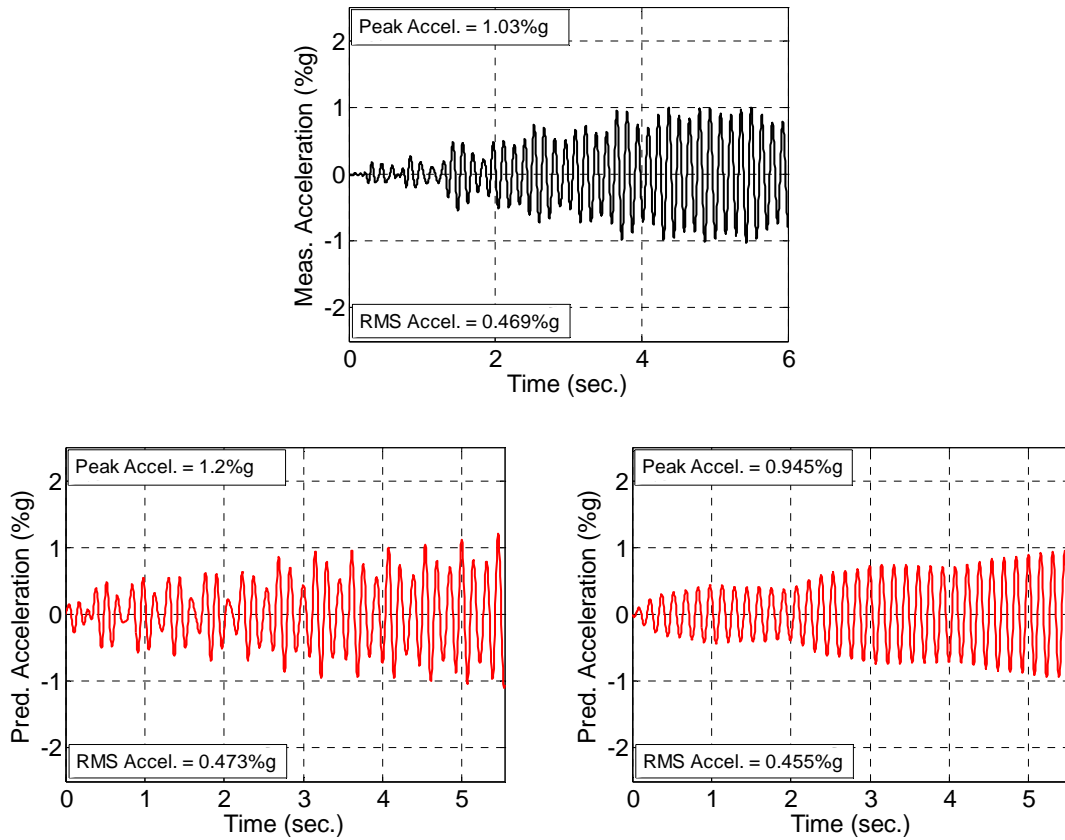 Peak Accel. = 1.03%g
2
1
0
-1
-2
Meas. Acceleration (%g)
RMS Accel. = 0.469%g
0 2 4 6
Time (sec.)
Peak Accel. = 1.2%g
2
1
0
-1
-2
Pred. Acceleration (%g)
RMS Accel. = 0.473%g
0 1 2 3 4 5
Time (sec.)
Peak Accel. = 0.945%g
2
1
0
-1
-2
Pred. Acceleration (%g)
RMS Accel. = 0.455%g
0 1 2 3 4 5
Time (sec.)